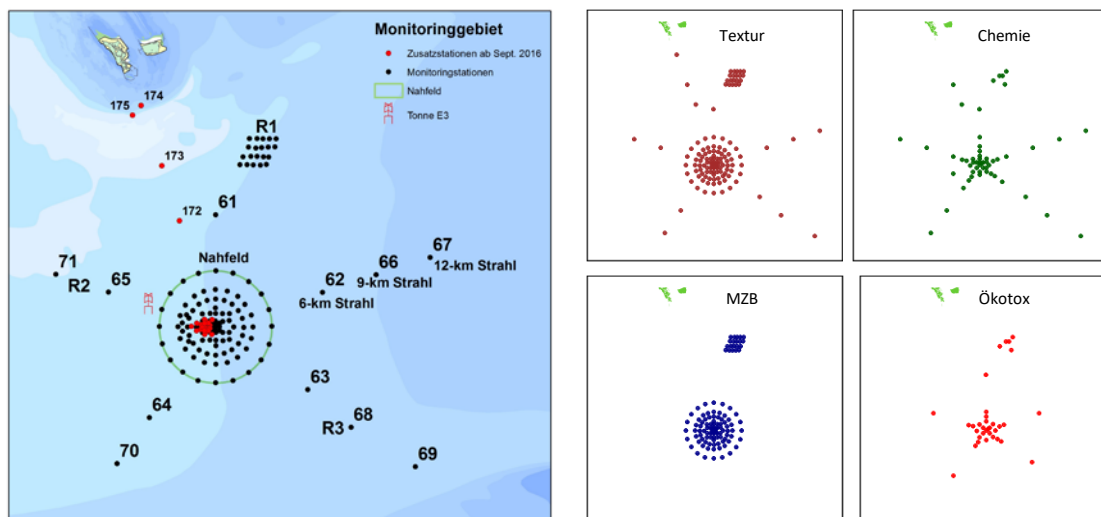 Monitoringgebiet
Zusatzstationen ab Sept. 2016
Monitoringstationen
Nahfeld
Tonne E3
174
175
173
172
R1
61
71
R2
65
Nahfeld
62
6-km Strahl
66
9-km Strahl
67
12-km Strahl
63
64
68
R3
70
69
Textur
Chemie
MZB
Ökotox